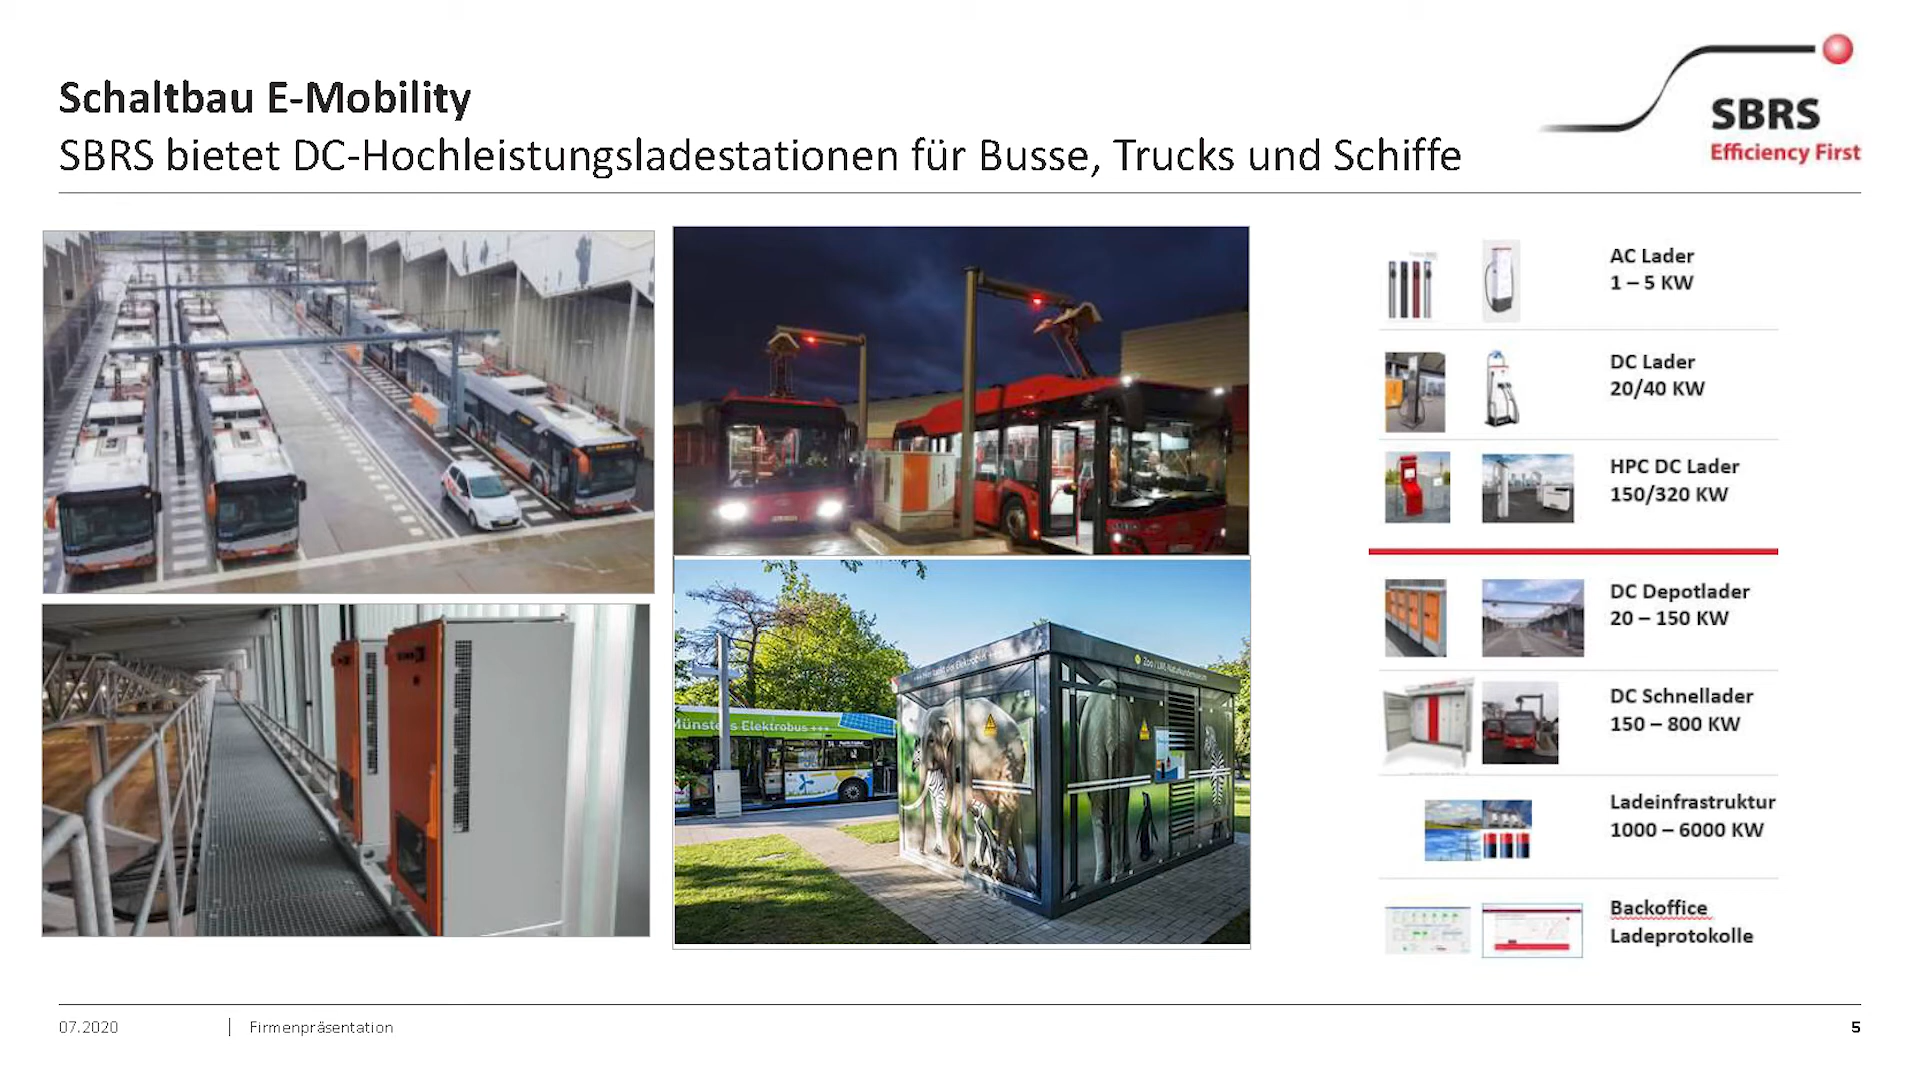 Schaltbau E-Mobility
SBRS bietet DC-Hochleistungsladestationen für Busse, Trucks und Schiffe
SBRS
Efficiency First
Münsters Elektrobus +++
AC Lader
1 – 5 KW
DC Lader
20/40 KW
HPC DC Lader
150/320 KW
DC Depotlader
20 – 150 KW
DC Schnellader
150 – 800 KW
Ladeinfrastruktur
1000 – 6000 KW
Backoffice
Ladeprotokolle
07.2020
Firmenpräsentation
5